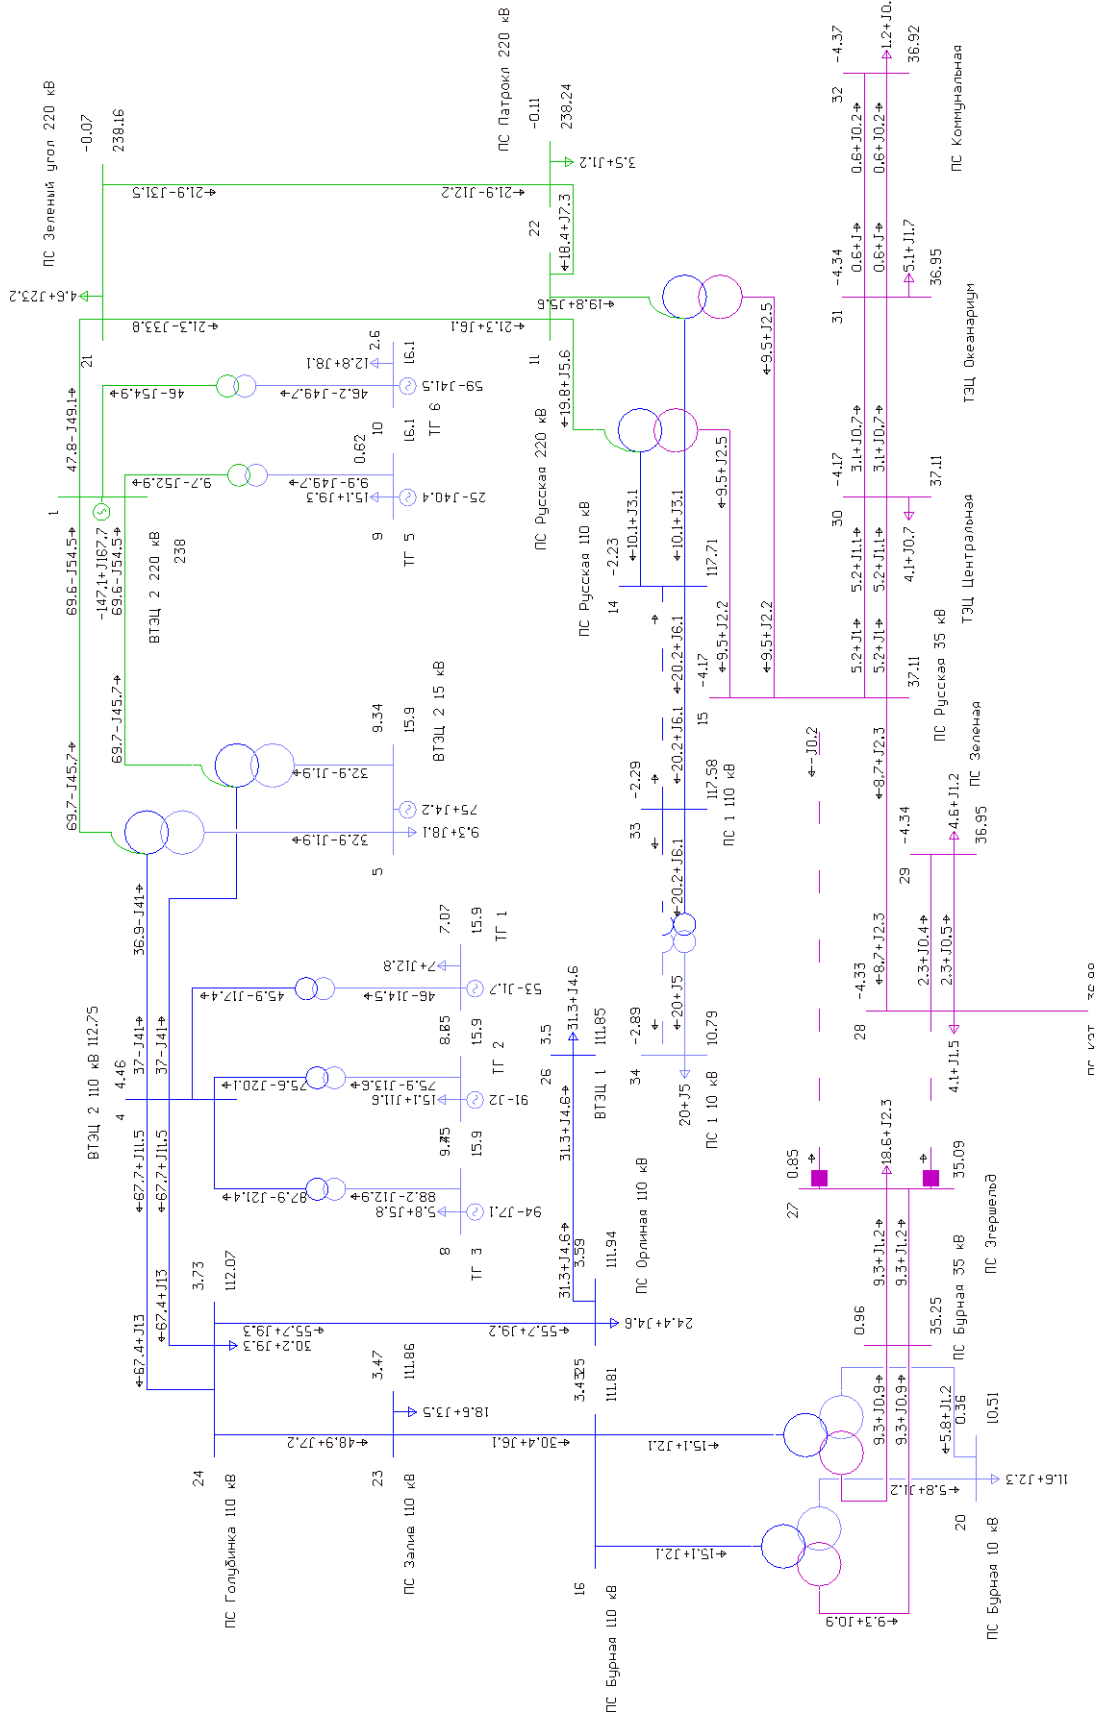 ПС Зеленый угол 220 кВ
-0.07
238.16
21
4.6+J23.2
21.9-J31.5
21.3-J33.8
ПС Патрокл 220 кВ
-0.11
238.24
22
3.5+J1.2
21.9-J12.2
18.4+J7.3
21.3+J6.1
19.8+J5.6
11
ПС Русская 220 кВ
19.8+J5.6
47.8-J49.1
1
-147.1+J167.7
ВТЭЦ 2 220 кВ
238
69.6-J54.5
69.6-J54.5
69.7-J45.7
69.7-J45.7
46-J54.9
46.2-J49.7
2.6
16.1
12.8+J8.1
59-J41.5
10
ТГ 6
9.7-J52.9
9.9-J49.7
0.62
16.1
15.1+J9.3
25-J40.4
9
ТГ 5
9.34
15.9
ВТЭЦ 2 15 кВ
32.9-J1.9
32.9-J1.9
75+J4.2
9.3+J8.1
5
36.9-J41
37-J41
37-J41
ВТЭЦ 2 110 кВ 112.75
4.46
4
45.9-J17.4
46-J14.5
7.07
15.9
ТГ 1
7+J12.8
53-J1.7
75.6-J20.1
75.9-J13.6
15.9
ТГ 2
15.1+J11.6
91-J2
87.9-J21.4
88.2-J12.9
15.9
5.8+J5.8
94-J7.1
8
ТГ 3
67.7+J11.5
67.7+J11.5
67.4+J13
67.4+J13
3.73
112.07
24
ПС Голубинка 110 кВ
30.2+J9.3
55.7+J9.3
55.7+J9.2
48.9+J7.2
3.47
111.86
23
ПС Залив 110 кВ
18.6+J3.5
30.4+J6.1
111.81
16
ПС Бурная 110 кВ
15.1+J2.1
15.1+J2.1
3.59
111.94
ПС Орлиная 110 кВ
24.4+J4.6
31.3+J4.6
31.3+J4.6
31.3+J4.6
3.5
111.85
26
ВТЭЦ 1
ПС Русская 110 кВ
-2.23
117.71
14
10.1+J3.1
10.1+J3.1
20.2+J6.1
20.2+J6.1
20.2+J6.1
20.2+J6.1
-2.29
117.58
33
ПС 1 110 кВ
20+J5
20+J5
-2.89
10.79
34
ПС 1 10 кВ
9.5+J2.5
9.5+J2.5
9.5+J2.5
9.5+J2.5
9.5+J2.2
9.5+J2.2
-4.17
37.11
15
ПС Русская 35 кВ
5.2+J1
5.2+J1
5.2+J1.1
5.2+J1.1
-4.17
37.11
30
4.1+J0.7
ТЭЦ Центральная
3.1+J0.7
3.1+J0.7
-4.34
36.95
31
5.1+J1.7
ТЭЦ Океанариум
0.6+J
0.6+J
0.6+J0.2
0.6+J0.2
-4.37
36.92
32
1.2+J0.
ПС Коммунальная
8.7+J2.3
8.7+J2.3
-J0.2
-4.33
28
4.1+J1.5
2.3+J0.4
2.3+J0.5
-4.34
36.95
29
4.6+J1.2
ПС Зеленая
0.85
35.09
27
18.6+J2.3
ПС Эгершельд
9.3+J1.2
9.3+J1.2
0.96
35.25
ПС Бурная 35 кВ
9.3+J0.9
9.3+J0.9
9.3+J0.9
5.8+J1.2
5.8+J1.2
0.36
10.51
20
11.6+J2.3
ПС Бурная 10 кВ